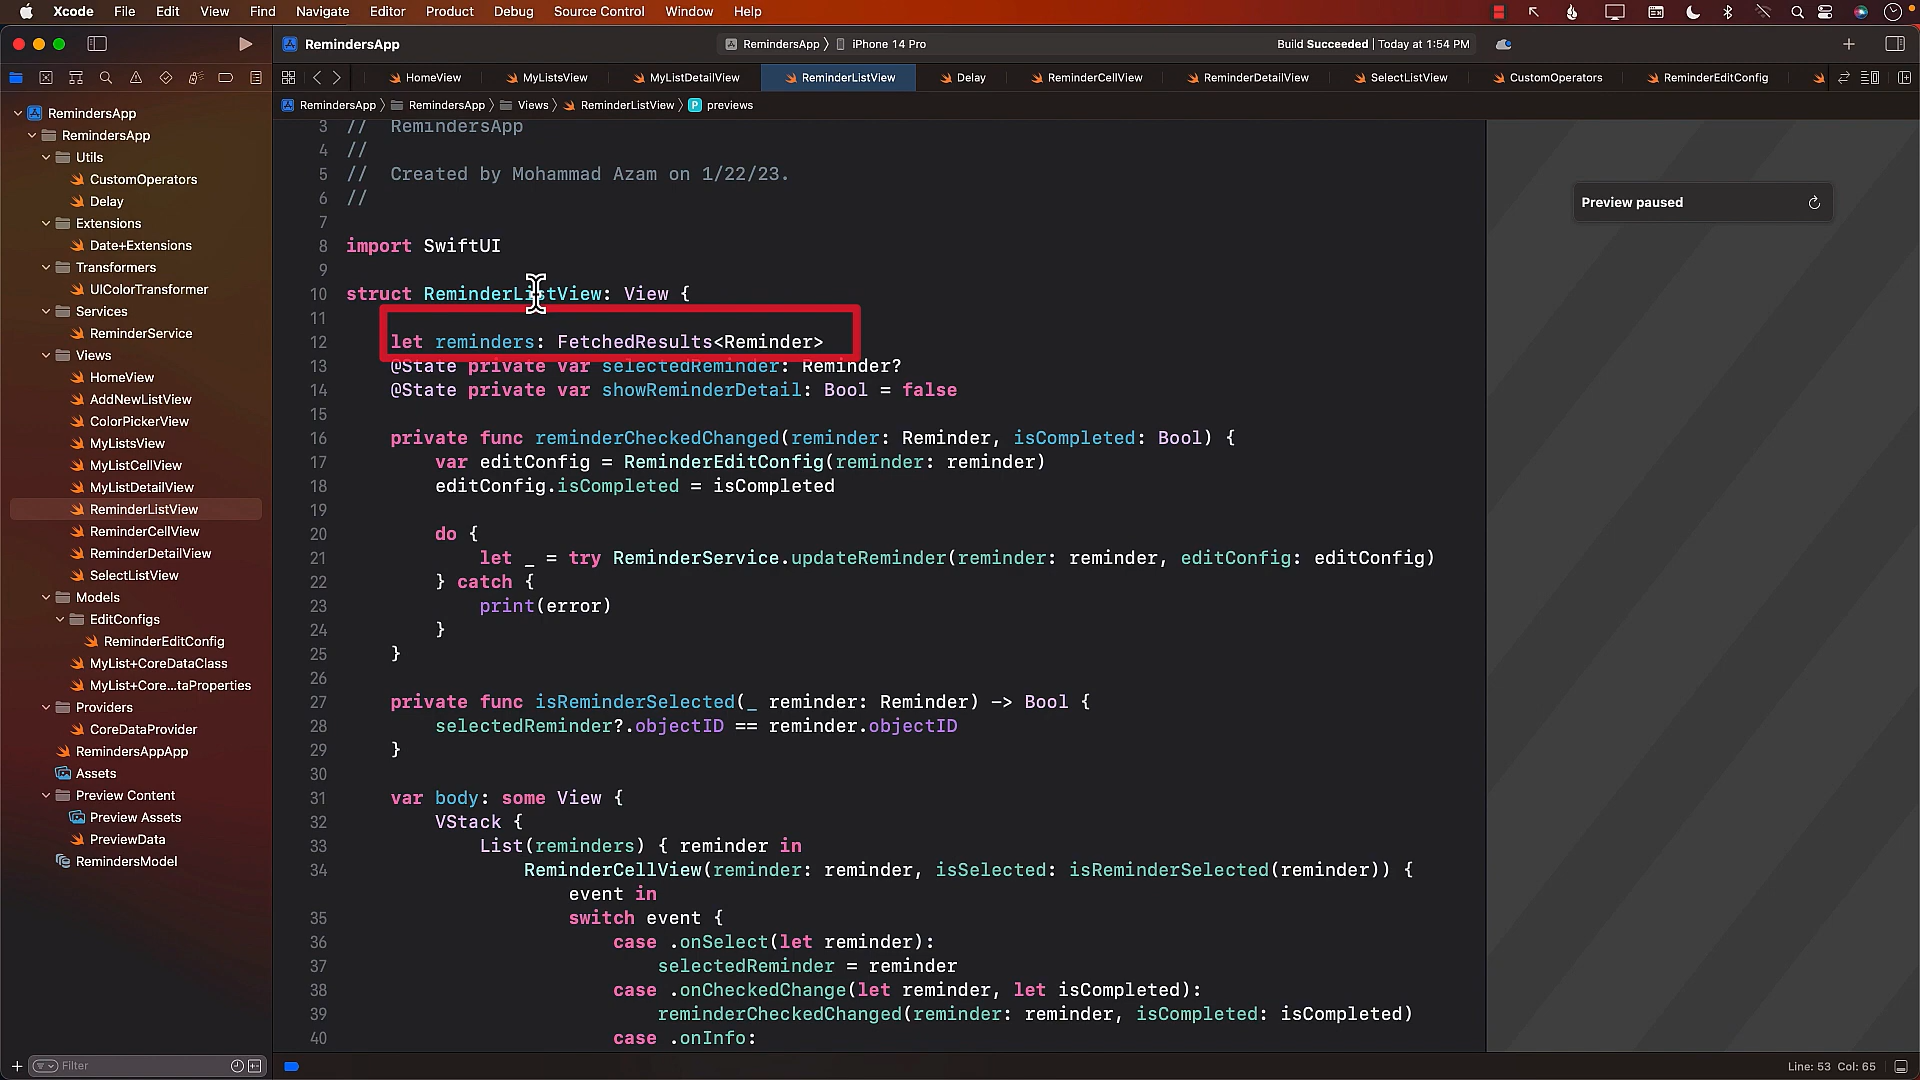 Xcode File Edit View Find Navigate Editor Product Debug Source Control Window Help
RemindersApp
RemindersApp 〉 iPhone 14 Pro
Build Succeeded | Today at 1:54 PM
HomeView MyListsView MyListDetailView ReminderListView Delay ReminderCellView ReminderDetailView SelectListView CustomOperators ReminderEditConfig
RemindersApp 〉 RemindersApp 〉 Views 〉 ReminderListView 〉 P previews
RemindersApp
RemindersApp
Utils
CustomOperators
Delay
Extensions
Date+Extensions
Transformers
UIColorTransformer
Services
ReminderService
Views
HomeView
AddNewListView
ColorPickerView
MyListsView
MyListCellView
MyListDetailView
ReminderListView
ReminderCellView
ReminderDetailView
SelectListView
Models
EditConfigs
ReminderEditConfig
MyList+CoreDataClass
MyList+Core...taProperties
Providers
CoreDataProvider
RemindersAppApp
Assets
Preview Content
Preview Assets
PreviewData
RemindersModel
Filter
3 // RemindersApp
4 //
5 // Created by Mohammad Azam on 1/22/23.
6 //
7
8 import SwiftUI
9
10 struct ReminderListView: View {
11
12 let reminders: FetchedResults<Reminder>
13 @State private var selectedReminder: Reminder?
14 @State private var showReminderDetail: Bool = false
15
16 private func reminderCheckedChanged(reminder: Reminder, isCompleted: Bool) {
17 var editConfig = ReminderEditConfig(reminder: reminder)
18 editConfig.isCompleted = isCompleted
19
20 do {
21 let _ = try ReminderService.updateReminder(reminder: reminder, editConfig: editConfig)
22 } catch {
23 print(error)
24 }
25 }
26
27 private func isReminderSelected(_ reminder: Reminder) -> Bool {
28 selectedReminder?.objectID == reminder.objectID
29 }
30
31 var body: some View {
32 VStack {
33 List(reminders) { reminder in
34 ReminderCellView(reminder: reminder, isSelected: isReminderSelected(reminder)) {
event in
35 switch event {
36 case .onSelect(let reminder):
37 selectedReminder = reminder
38 case .onCheckedChange(let reminder, let isCompleted):
39 reminderCheckedChanged(reminder: reminder, isCompleted: isCompleted)
40 case .onInfo:
Preview paused
Line: 53 Col: 65